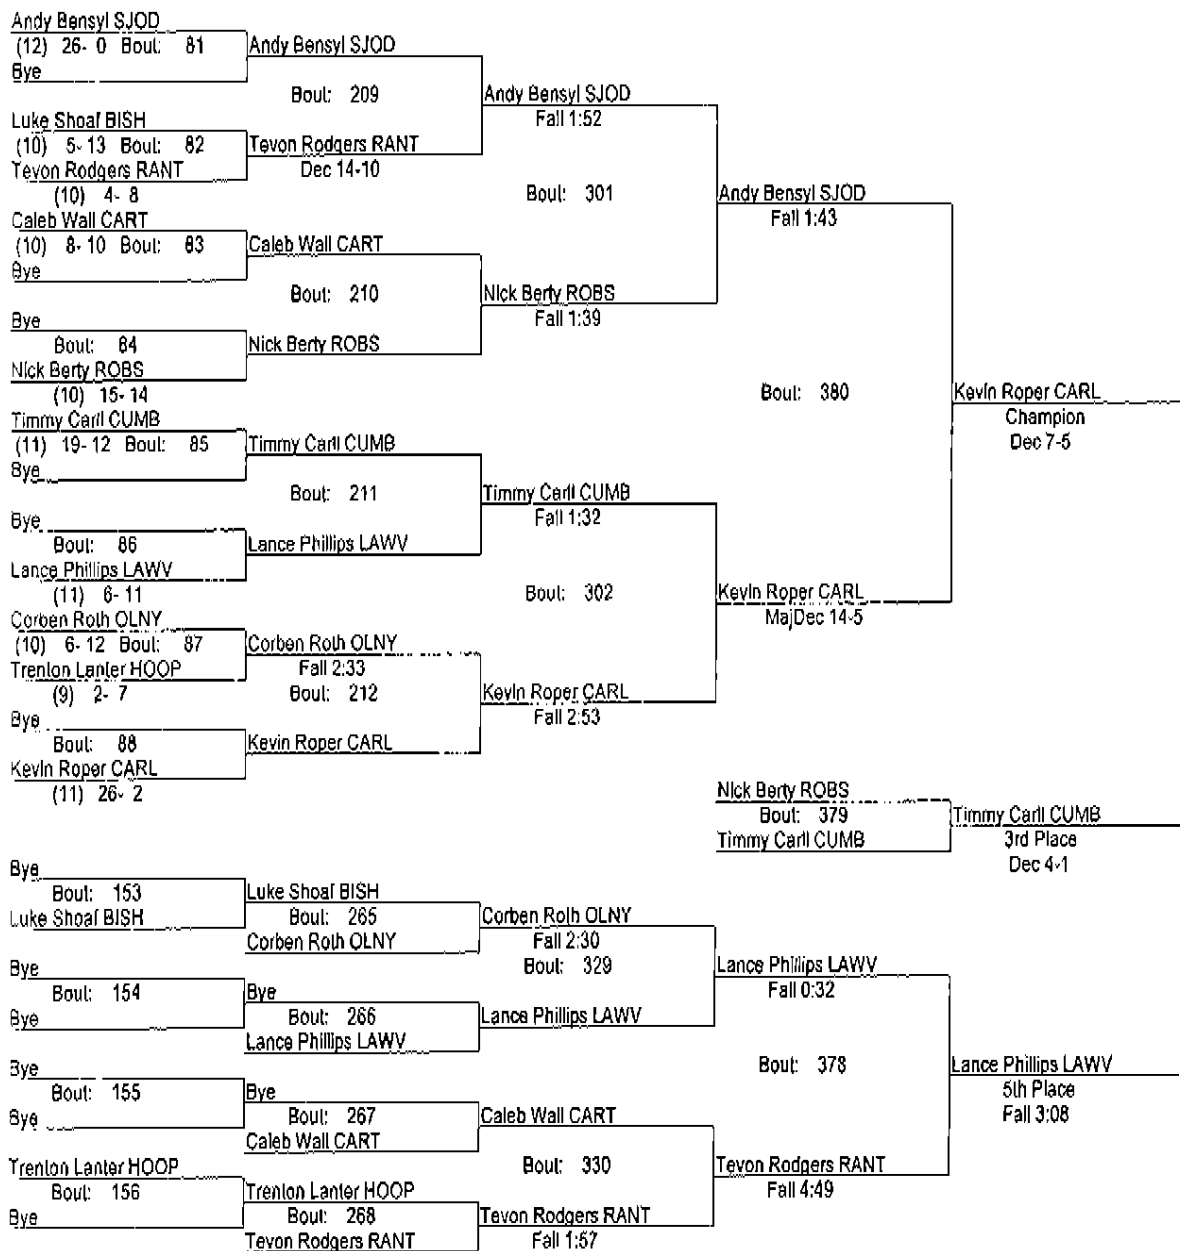 Andy Bensyl SJOD
(12) 26- 0 Bout: 81
Bye
Andy Bensyl SJOD
Bout: 209
Luke Shoaf BISH
(10) 5- 13 Bout: 82
Tevon Rodgers RANT
(10) 4- 8
Tevon Rodgers RANT
Dec 14-10
Andy Bensyl SJOD
Fall 1:52
Bout: 301
Caleb Wall CART
(10) 8- 10 Bout: 83
Bye
Caleb Wall CART
Bout: 210
Bye
Bout: 84
Nick Berty ROBS
(10) 15- 14
Nick Berty ROBS
Nick Berty ROBS
Fall 1:39
Andy Bensyl SJOD
Fall 1:43
Bout: 380
Timmy Carll CUMB
(11) 19- 12 Bout: 85
Bye
Timmy Carll CUMB
Bout: 211
Bye
Bout: 86
Lance Phillips LAWV
(11) 6- 11
Lance Phillips LAWV
Timmy Carll CUMB
Fall 1:32
Bout: 302
Corben Roth OLNY
(10) 6- 12 Bout: 87
Trenton Lanter HOOP
(9) 2- 7
Corben Roth OLNY
Fall 2:33
Bout: 212
Bye
Bout: 88
Kevin Roper CARL
(11) 26- 2
Kevin Roper CARL
Kevin Roper CARL
Fall 2:53
Kevin Roper CARL
MajDec 14-5
Kevin Roper CARL
Champion
Dec 7-5
Nick Berty ROBS
Bout: 379
Timmy Carll CUMB
Timmy Carll CUMB
3rd Place
Dec 4-1
Bye
Bout: 153
Luke Shoaf BISH
Luke Shoaf BISH
Bout: 265
Corben Roth OLNY
Corben Roth OLNY
Fall 2:30
Bout: 329
Bye
Bout: 154
Bye
Bye
Bout: 266
Lance Phillips LAWV
Lance Phillips LAWV
Lance Phillips LAWV
Fall 0:32
Bout: 378
Bye
Bout: 155
Bye
Bye
Bout: 267
Caleb Wall CART
Caleb Wall CART
Bout: 330
Trenton Lanter HOOP
Bout: 156
Bye
Trenton Lanter HOOP
Bout: 268
Tevon Rodgers RANT
Tevon Rodgers RANT
Fall 1:57
Tevon Rodgers RANT
Fall 4:49
Lance Phillips LAWV
5th Place
Fall 3:08